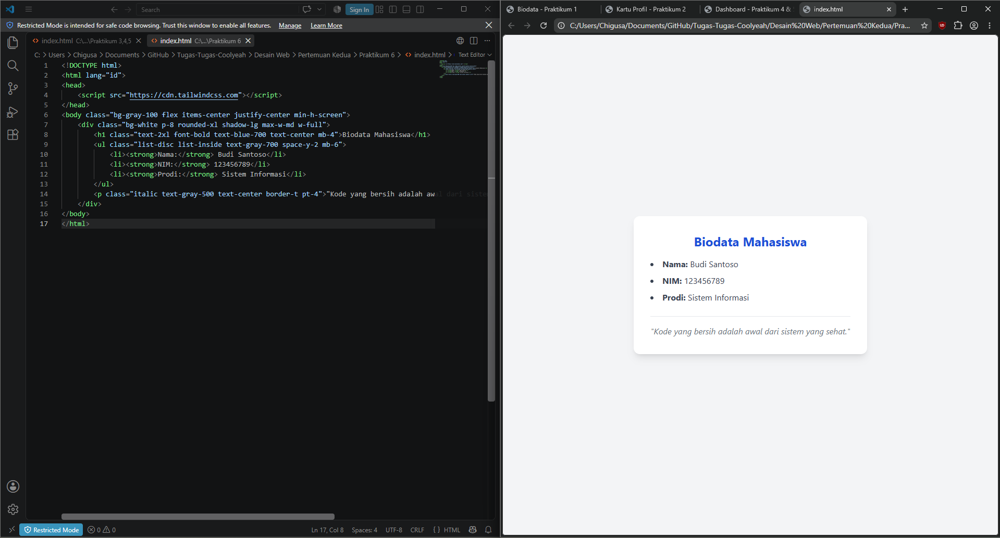 Search
Sign In
Restricted Mode is intended for safe code browsing. Trust this window to enable all features. Manage Learn More
index.html C:\...\Praktikum 3,4,5
index.html C:\...\Praktikum 6
C: > Users > Chigusa > Documents > GitHub > Tugas-Tugas-Coolyeah > Desain Web > Pertemuan Kedua > Praktikum 6 > index.html > Text Editor
1 <!DOCTYPE html>
2 <html lang="id">
3 <head>
4 <script src="https://cdn.tailwindcss.com"></script>
5 </head>
6 <body class="bg-gray-100 flex items-center justify-center min-h-screen">
7 <div class="bg-white p-8 rounded-xl shadow-lg max-w-md w-full">
8 <h1 class="text-2xl font-bold text-blue-700 text-center mb-4">Biodata Mahasiswa</h1>
9 <ul class="list-disc list-inside text-gray-700 space-y-2 mb-6">
10 <li><strong>Nama:</strong> Budi Santoso</li>
11 <li><strong>NIM:</strong> 123456789</li>
12 <li><strong>Prodi:</strong> Sistem Informasi</li>
13 </ul>
14 <p class="italic text-gray-500 text-center border-t pt-4">"Kode yang bersih adalah awal dari sistem
15 </div>
16 </body>
17 </html>
Restricted Mode 0 0 Ln 17, Col 8 Spaces: 4 UTF-8 CRLF { } HTML
Biodata - Praktikum 1
Kartu Profil - Praktikum 2
Dashboard - Praktikum 4 &
index.html
C:/Users/Chigusa/Documents/GitHub/Tugas-Tugas-Coolyeah/Desain%20Web/Pertemuan%20Kedua/Pra...
Biodata Mahasiswa
• Nama: Budi Santoso
• NIM: 123456789
• Prodi: Sistem Informasi
"Kode yang bersih adalah awal dari sistem yang sehat."